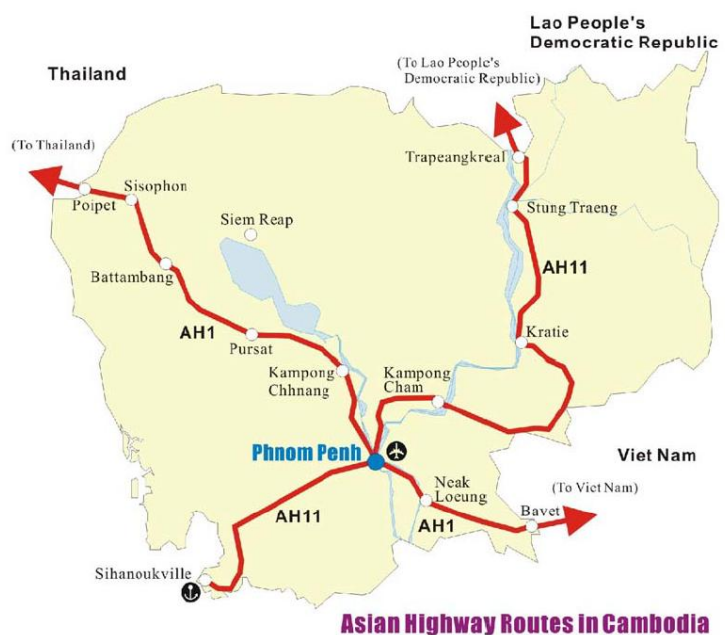 Lao People's
Democratic Republic
Thailand
(To Lao People's
Democratic Republic)
(To Thailand)
Trapeangkreal
Sisophon
Poipet
Stung Traeng
Siem Reap
AH11
Battambang
AH1
Kratie
Pursat
Kampong
Chhnang
Kampong
Cham
Phnom Penh
Viet Nam
Neak
Loeung
(To Viet Nam)
Bavet
AH11
AH1
Sihanoukville
Asian Highway Routes in Cambodia